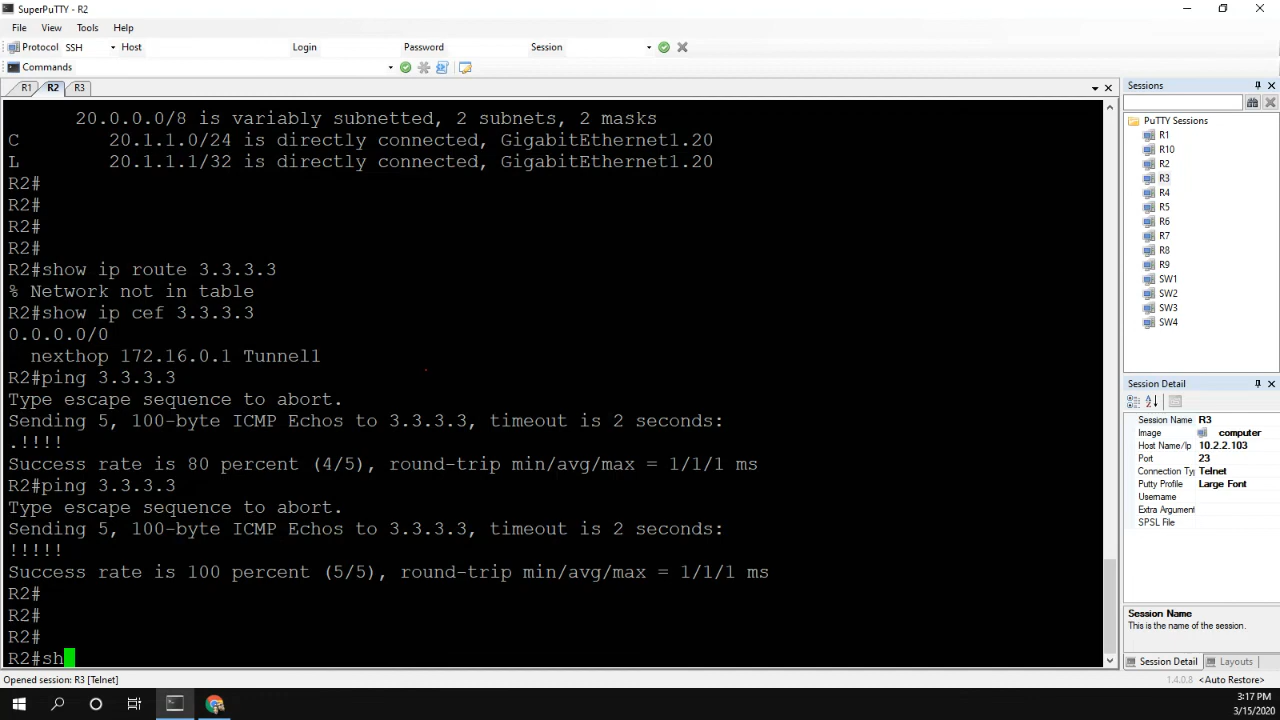 SuperPuTTY - R2
File View Tools Help
Protocol SSH Host Login Password Session
Commands
R1 R2 R3
20.0.0.0/8 is variably subnetted, 2 subnets, 2 masks
C 20.1.1.0/24 is directly connected, GigabitEthernet1.20
L 20.1.1.1/32 is directly connected, GigabitEthernet1.20
R2#
R2#
R2#
R2#
R2#show ip route 3.3.3.3
% Network not in table
R2#show ip cef 3.3.3.3
0.0.0.0/0
nexthop 172.16.0.1 Tunnel1
R2#ping 3.3.3.3
Type escape sequence to abort.
Sending 5, 100-byte ICMP Echos to 3.3.3.3, timeout is 2 seconds:
.!!!!
Success rate is 80 percent (4/5), round-trip min/avg/max = 1/1/1 ms
R2#ping 3.3.3.3
Type escape sequence to abort.
Sending 5, 100-byte ICMP Echos to 3.3.3.3, timeout is 2 seconds:
!!!!!
Success rate is 100 percent (5/5), round-trip min/avg/max = 1/1/1 ms
R2#
R2#
R2#
R2#sh
Sessions
PuTTY Sessions
R1
R10
R2
R3
R4
R5
R6
R7
R8
R9
SW1
SW2
SW3
SW4
Session Detail
Session Name R3
Image computer
Host Name/Ip 10.2.2.103
Port 23
Connection Ty Telnet
Putty Profile Large Font
Username
Extra Argument
SPSL File
Session Name
This is the name of the session.
Session Detail Layouts
Opened session: R3 [Telnet] 1.4.0.8 <Auto Restore>
3:17 PM
3/15/2020